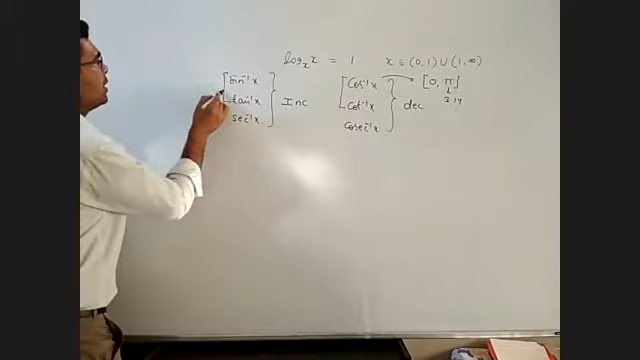 log_x x = 1 x ∈ (0,1) ∪ (1,∞)
sin⁻¹x cos⁻¹x → [0, π]
tan⁻¹x Inc cot⁻¹x dec 3.14
sec⁻¹x cosec⁻¹x